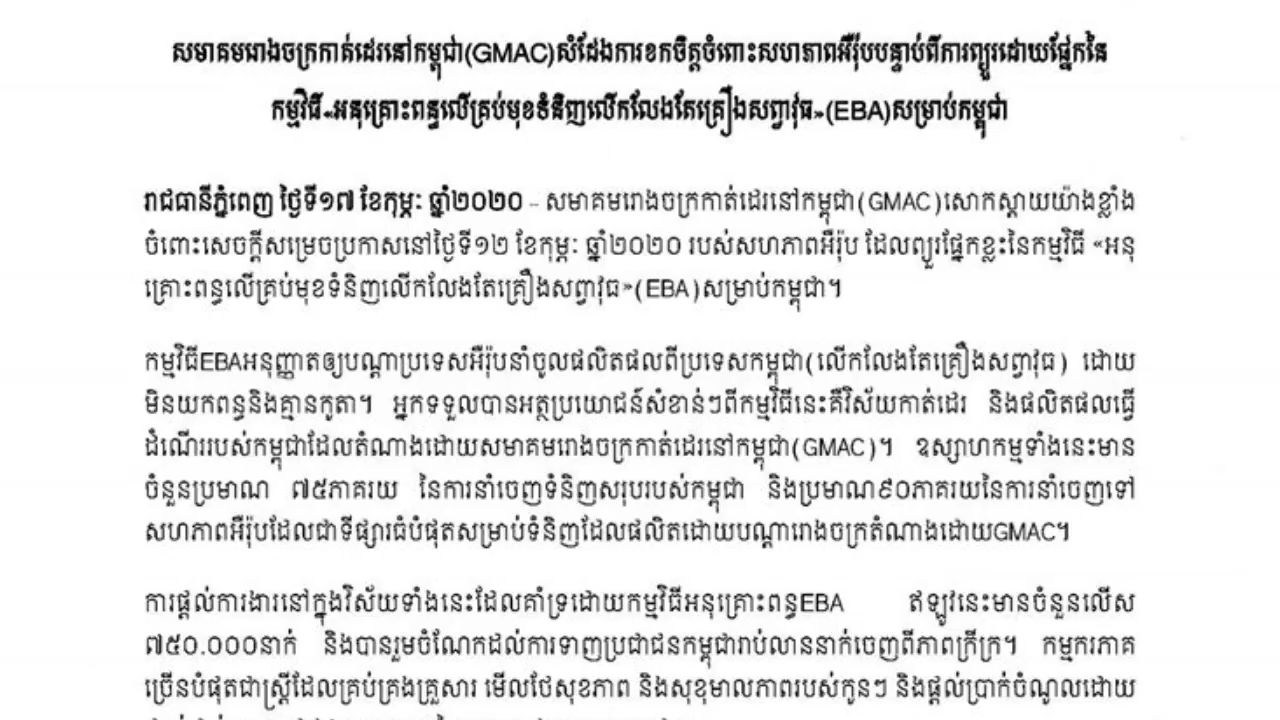 សមាគមរោងចក្រកាត់ដេរនៅកម្ពុជា(GMAC)សំដែងការខកចិត្តចំពោះសហភាពអឺរ៉ុបបន្ទាប់ពីការព្យួរដោយផ្នែកនៃ
កម្មវិធី«អនុគ្រោះពន្ធលើគ្រប់មុខទំនិញលើកលែងតែគ្រឿងសព្វាវុធ»(EBA)សម្រាប់កម្ពុជា
រាជធានីភ្នំពេញ ថ្ងៃទី១៧ ខែកុម្ភៈ ឆ្នាំ២០២០ – សមាគមរោងចក្រកាត់ដេរនៅកម្ពុជា(GMAC)សោកស្តាយយ៉ាងខ្លាំង
ចំពោះសេចក្តីសម្រេចប្រកាសនៅថ្ងៃទី១២ ខែកុម្ភៈ ឆ្នាំ២០២០ របស់សហភាពអឺរ៉ុប ដែលព្យួរផ្នែកខ្លះនៃកម្មវិធី «អនុ
គ្រោះពន្ធលើគ្រប់មុខទំនិញលើកលែងតែគ្រឿងសព្វាវុធ»(EBA)សម្រាប់កម្ពុជា។
កម្មវិធីEBAអនុញ្ញាតឲ្យបណ្តាប្រទេសអឺរ៉ុបនាំចូលផលិតផលពីប្រទេសកម្ពុជា(លើកលែងតែគ្រឿងសព្វាវុធ) ដោយ
មិនយកពន្ធនិងគ្មានកូតា។ អ្នកទទួលបានអត្ថប្រយោជន៍សំខាន់ៗពីកម្មវិធីនេះគឺវិស័យកាត់ដេរ និងផលិតផលធ្វើ
ដំណើររបស់កម្ពុជាដែលតំណាងដោយសមាគមរោងចក្រកាត់ដេរនៅកម្ពុជា(GMAC)។ ឧស្សាហកម្មទាំងនេះមាន
ចំនួនប្រមាណ ៧៥ភាគរយ នៃការនាំចេញទំនិញសរុបរបស់កម្ពុជា និងប្រមាណ៩០ភាគរយនៃការនាំចេញទៅ
សហភាពអឺរ៉ុបដែលជាទីផ្សារធំបំផុតសម្រាប់ទំនិញដែលផលិតដោយបណ្តារោងចក្រតំណាងដោយGMAC។
ការផ្តល់ការងារនៅក្នុងវិស័យទាំងនេះដែលគាំទ្រដោយកម្មវិធីអនុគ្រោះពន្ធEBA ឥឡូវនេះមានចំនួនលើស
៧៥០.០០០នាក់ និងបានរួមចំណែកដល់ការទាញប្រជាជនកម្ពុជារាប់លាននាក់ចេញពីភាពក្រីក្រ។ កម្មករភាគ
ច្រើនបំផុតជាស្ត្រីដែលគ្រប់គ្រងគ្រួសារ មើលថែសុខភាព និងសុខុមាលភាពរបស់កូនៗ និងផ្តល់ប្រាក់ចំណូលដោយ